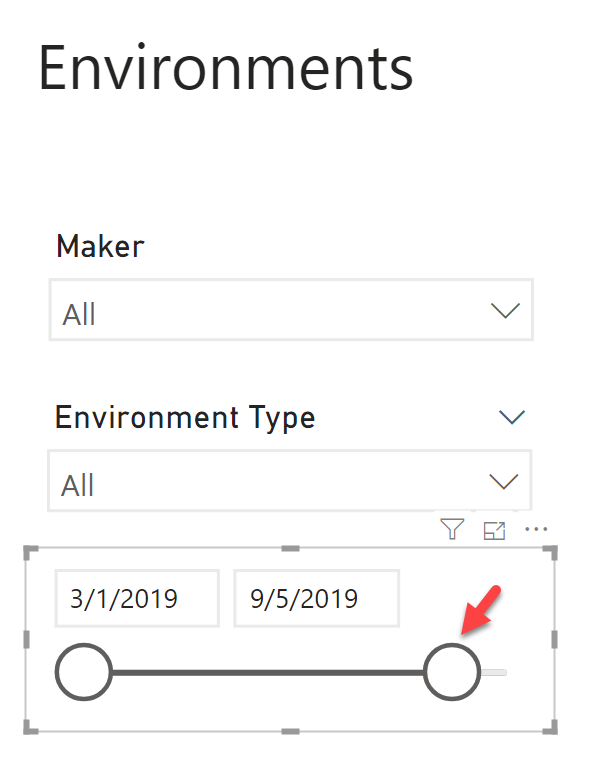 Environments
Maker
All
Environment Type
All
3/1/2019 9/5/2019